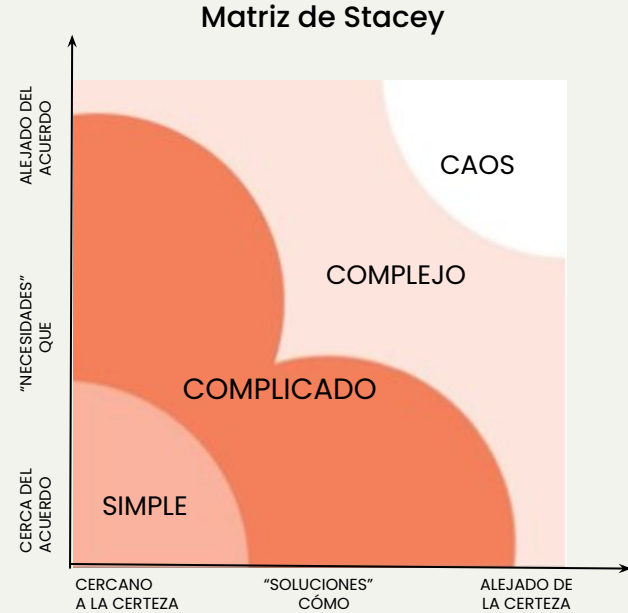 Matriz de Stacey
ALEJADO DEL
ACUERDO
CAOS
COMPLEJO
“NECESIDADES”
QUE
COMPLICADO
SIMPLE
CERCA DEL
ACUERDO
CERCANO
A LA CERTEZA
“SOLUCIONES”
CÓMO
ALEJADO DE
LA CERTEZA